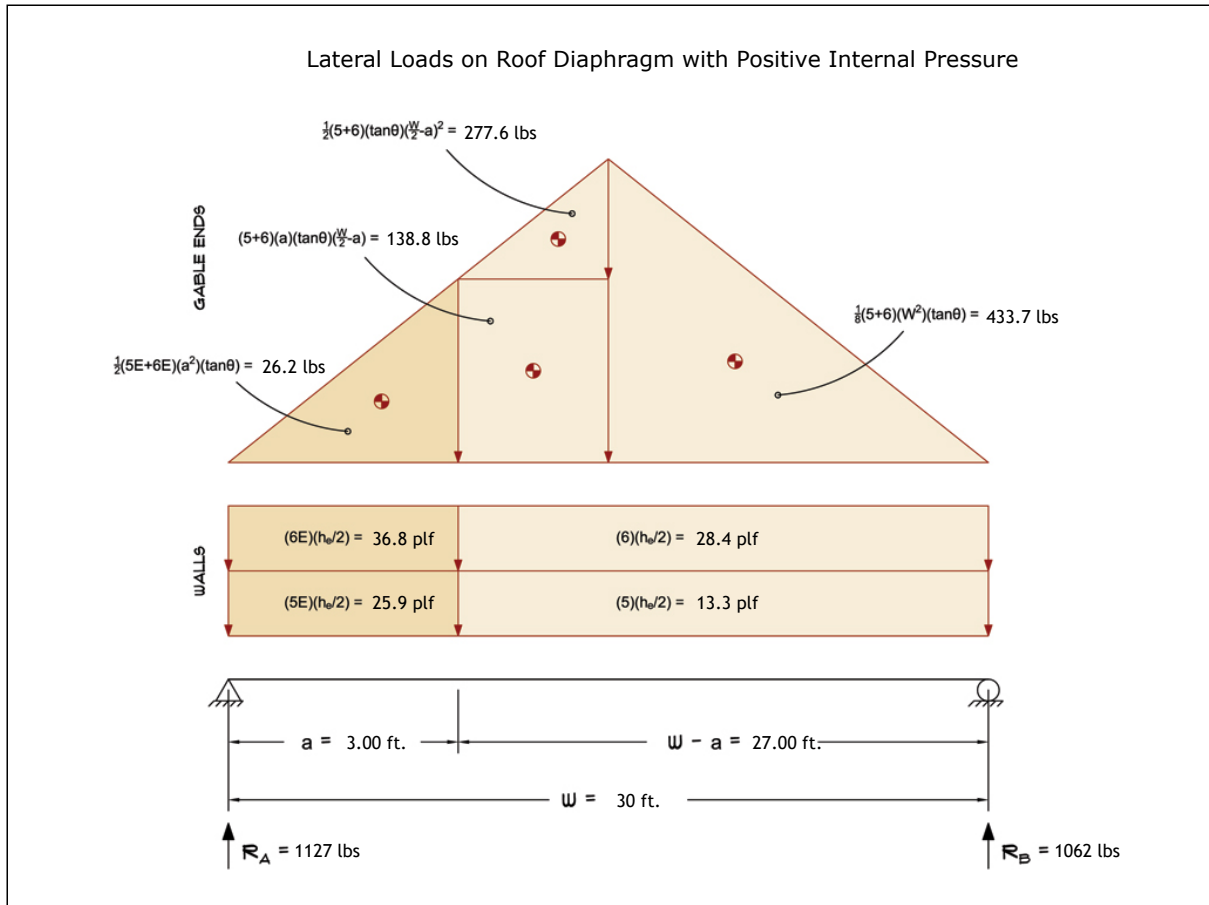 Lateral Loads on Roof Diaphragm with Positive Internal Pressure
½(5+6)(tanθ)(W/2-a)² = 277.6 lbs
GABLE ENDS
(5+6)(a)(tanθ)(W/2-a) = 138.8 lbs
⅛(5+6)(W²)(tanθ) = 433.7 lbs
½(5E+6E)(a²)(tanθ) = 26.2 lbs
WALLS
(6E)(hₑ/2) = 36.8 plf
(6)(hₑ/2) = 28.4 plf
(5E)(hₑ/2) = 25.9 plf
(5)(hₑ/2) = 13.3 plf
a = 3.00 ft.
W - a = 27.00 ft.
W = 30 ft.
R_A = 1127 lbs
R_B = 1062 lbs